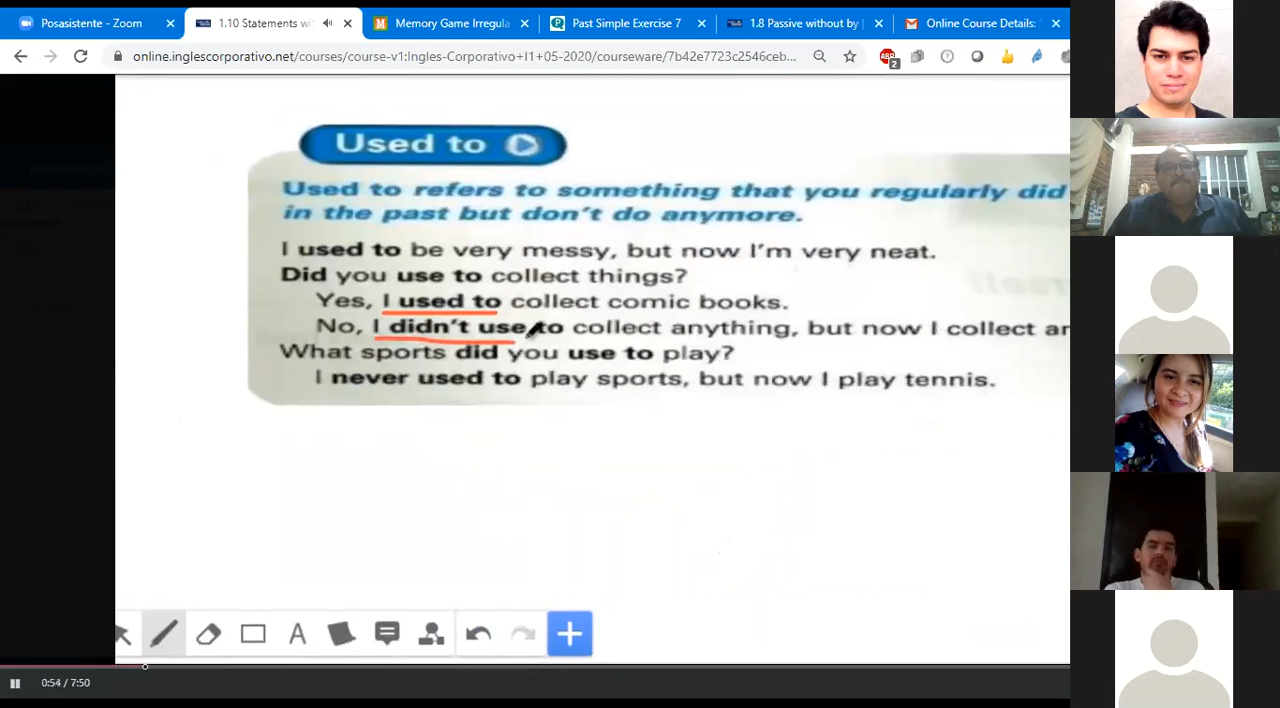 Posasistente - Zoom
1.10 Statements wi
Memory Game Irregula
Past Simple Exercise 7
1.8 Passive without by
Online Course Details:
online.inglescorporativo.net/courses/course-v1:Ingles-Corporativo+I1+05-2020/courseware/7b42e7723c2546ceb...
2
Used to
Used to refers to something that you regularly did
in the past but don't do anymore.
I used to be very messy, but now I'm very neat.
Did you use to collect things?
Yes, I used to collect comic books.
No, I didn't use to collect anything, but now I collect ar
What sports did you use to play?
I never used to play sports, but now I play tennis.
A
0:54 / 7:50